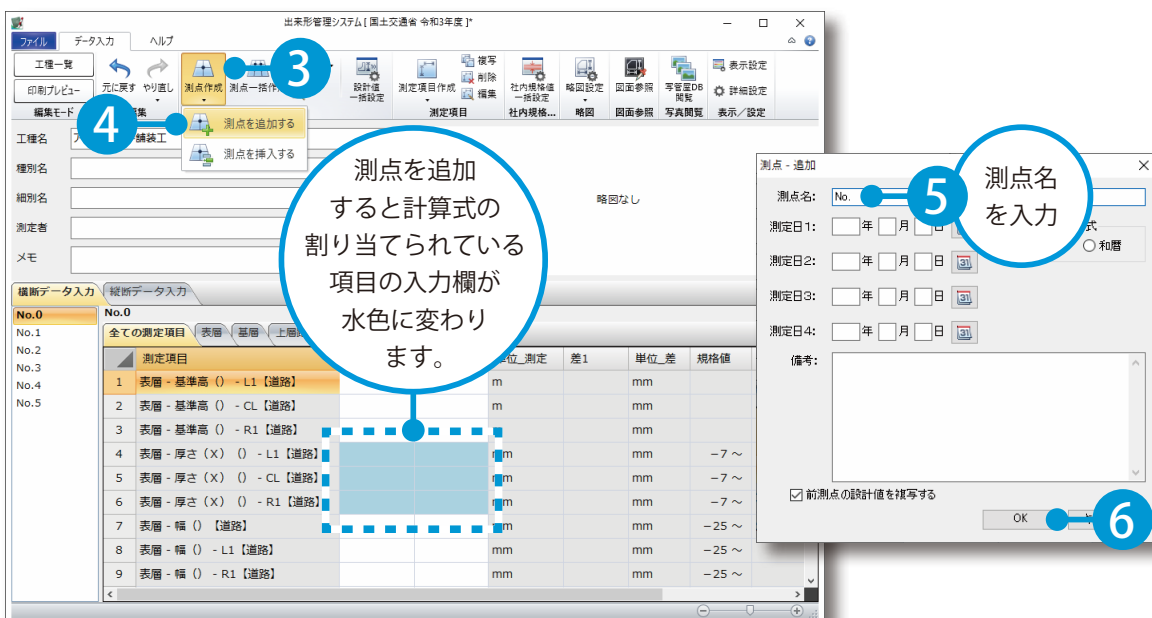 出来形管理システム [ 国土交通省 令和3年度 ]*
ファイル データ入力 ヘルプ
工種一覧
印刷プレビュー
編集モード
元に戻す やり直し
集
測点作成
測点一括作成
設計値
一括設定
測定項目作成
複写
削除
編集
測定項目
社内規格値
一括設定
社内規格...
略図設定
略図
図面参照
図面参照
写管屋DB
閲覧
写真閲覧
表示設定
詳細設定
表示／設定
3
4
測点を追加する
測点を挿入する
工種名
舗装工
種別名
細別名
測定者
メモ
略図なし
測点を追加
すると計算式の
割り当てられている
項目の入力欄が
水色に変わり
ます。
横断データ入力 縦断データ入力
No.0
No.1
No.2
No.3
No.4
No.5
No.0
全ての測定項目 表層 基層
測定項目 位_測定 差1 単位_差 規格値
1 表層 - 基準高（） - L1【道路】 m mm
2 表層 - 基準高（） - CL【道路】 m mm
3 表層 - 基準高（） - R1【道路】 mm
4 表層 - 厚さ（X）（） - L1【道路】 mm mm －7 ～
5 表層 - 厚さ（X）（） - CL【道路】 mm mm －7 ～
6 表層 - 厚さ（X）（） - R1【道路】 mm mm －7 ～
7 表層 - 幅（）【道路】 mm mm －25 ～
8 表層 - 幅（） - L1【道路】 mm mm －25 ～
9 表層 - 幅（） - R1【道路】 mm mm －25 ～
測点 - 追加
測点名: No.
5
測点名
を入力
測定日1: 年 月 日
式
和暦
測定日2: 年 月 日 31
測定日3: 年 月 日 31
測定日4: 年 月 日 31
備考:
前測点の設計値を複写する
OK
6